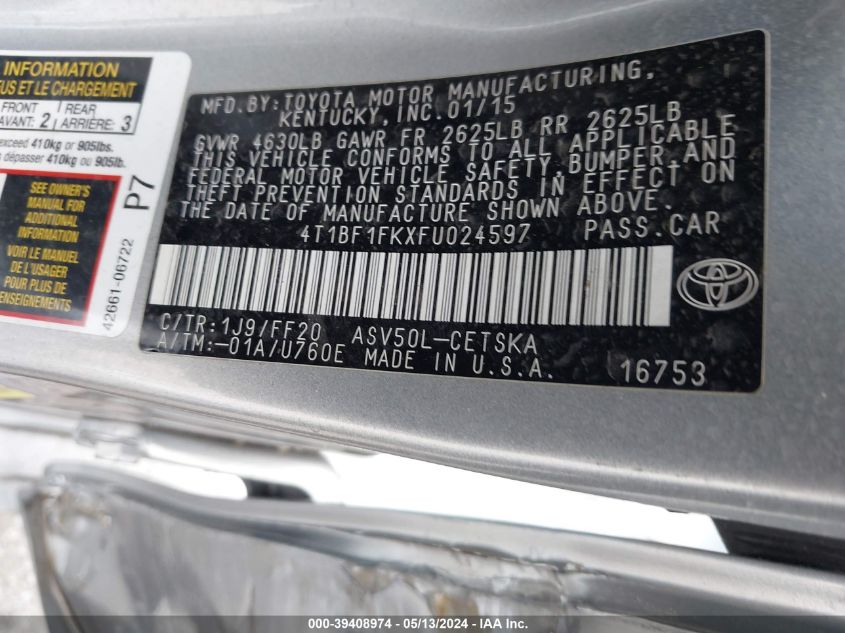 INFORMATION
US ET LE CHARGEMENT
FRONT
AVANT: 2
REAR
ARRIÈRE: 3
exceed 410kg or 905lbs.
dépasser 410kg ou 905lb.
SEE OWNER'S
MANUAL FOR
ADDITIONAL
INFORMATION
VOIR LE MANUEL
DE L'USAGER
POUR PLUS DE
RENSEIGNEMENTS
42661-06722
P7
MFD. BY: TOYOTA MOTOR MANUFACTURING,
KENTUCKY, INC. 01/15
GVWR 4630LB GAWR FR 2625LB RR 2625LB
THIS VEHICLE CONFORMS TO ALL APPLICABLE
FEDERAL MOTOR VEHICLE SAFETY, BUMPER, AND
THEFT PREVENTION STANDARDS IN EFFECT ON
THE DATE OF MANUFACTURE SHOWN ABOVE.
4T1BF1FKXFU024597 PASS. CAR
C/TR: 1J9/FF20 ASV50L-CETSKA
A/TM: -01A/U760E MADE IN U.S.A.
16753
000-39408974 / 05/13/2024 - IAA Inc.